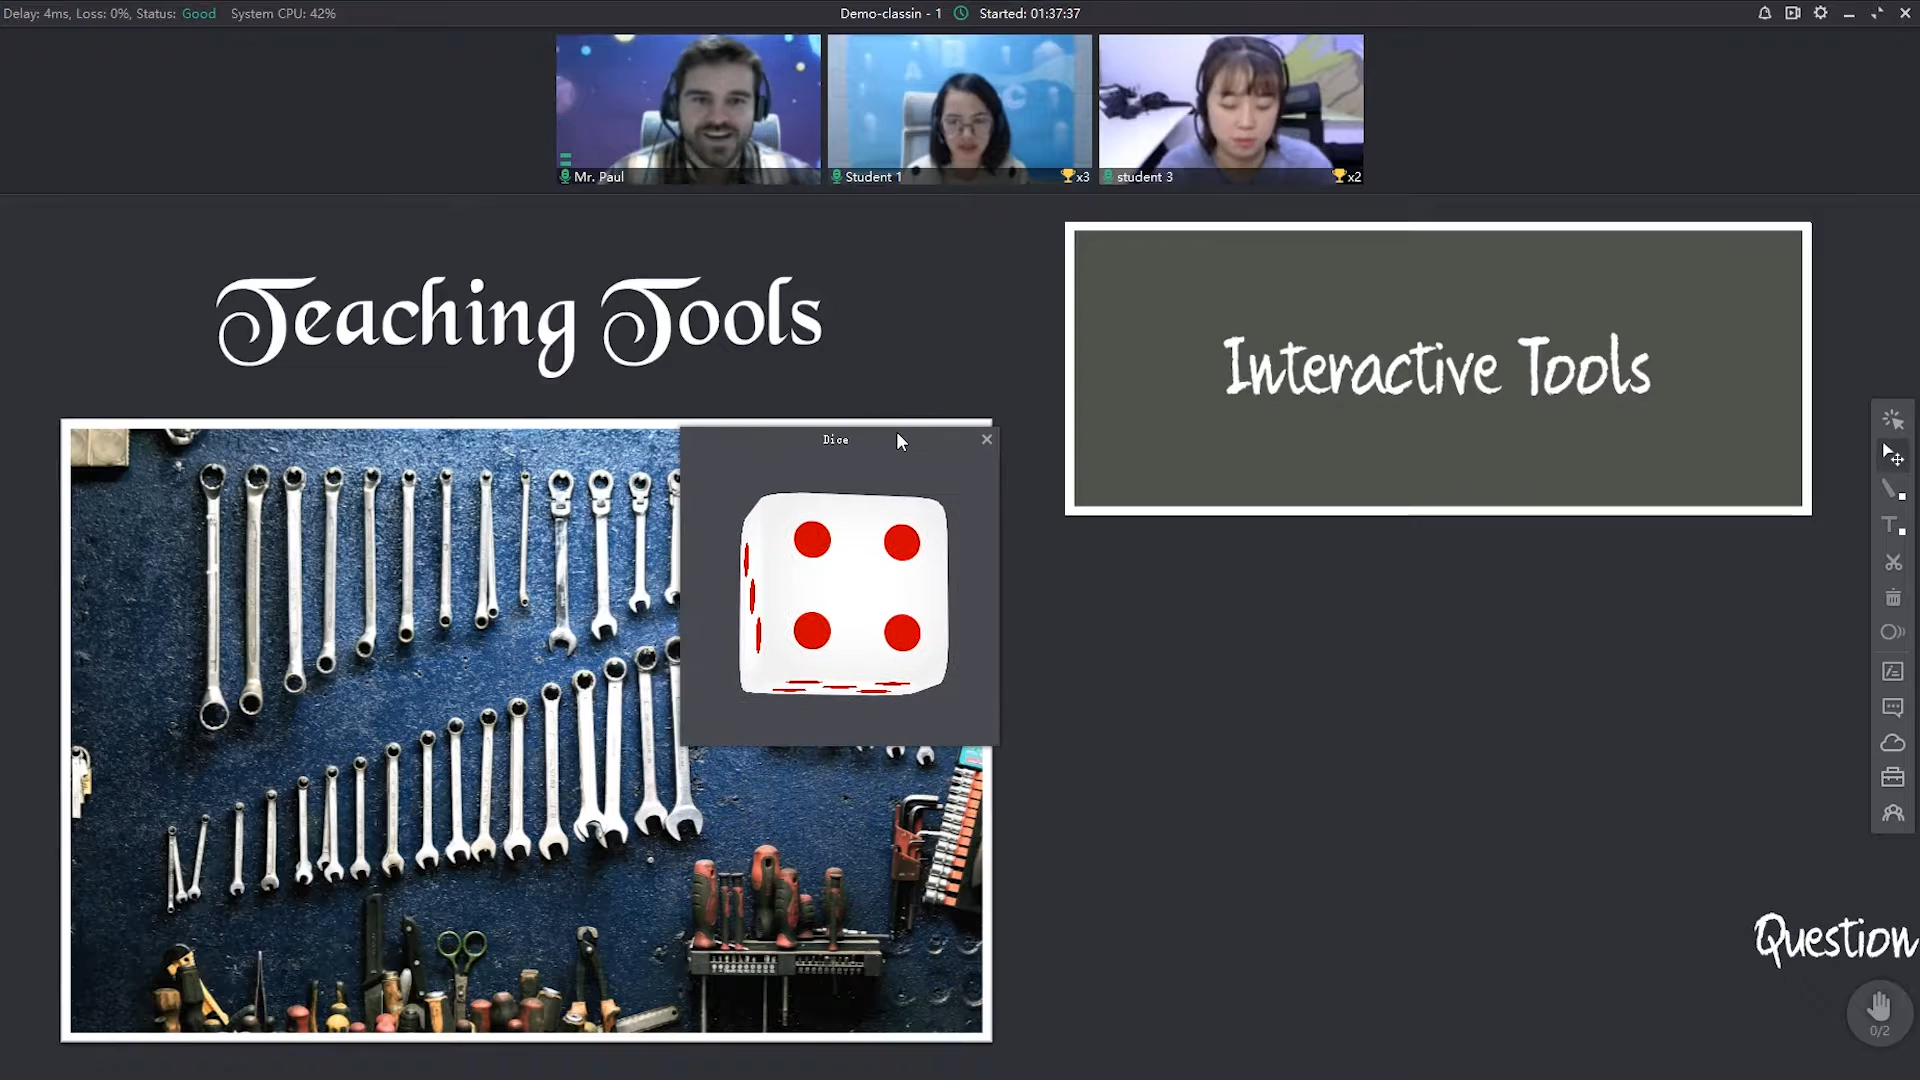 Delay: 4ms, Loss: 0%, Status: Good System CPU: 42%
Demo-classin - 1 Started: 01:37:37
Mr. Paul
Student 1
x3
student 3
x2
Teaching Tools
Interactive Tools
Dice
Question
0/2